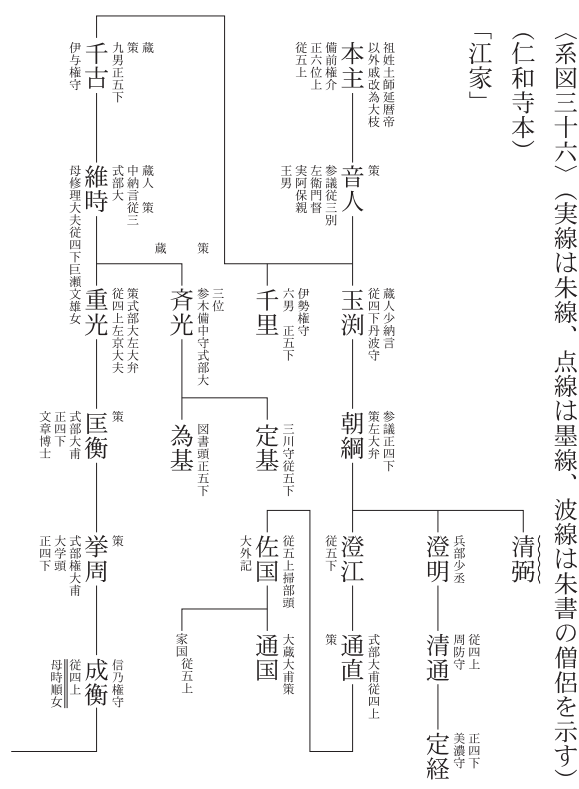 〈系図三十六〉（実線は朱線、点線は墨線、波線は朱書の僧侶を示す）
（仁和寺本）
「江家」
祖姓土師延暦帝
以外戚改為大枝
本主
備前権介
正六位上
従五上
策
音人
参議従三別
左衛門督
実阿保親
王男
蔵人少納言
従四下丹波守
玉渕
伊勢権守
六男　正五下
千里
蔵
策
九男正五下
千古
伊与権守
蔵人　策
中納言従三
式部大
維時
母修理大夫従四下巨瀬文雄女
策
蔵
三位
参木備中守式部大
斉光
策式部大左大弁
従四上左京大夫
重光
参議正四下
策左大弁
朝綱
三川守従五下
定基
図書頭正五下
為基
策
匡衡
式部大甫
正四下
文章博士
清弼
兵部少丞
澄明
澄江
従五下
従五上掃部頭
佐国
大外記
策
挙周
式部権大甫
大学頭
正四下
従四上
周防守
清通
式部大甫従四上
通直
策
大蔵大甫策
通国
家国従五上
信乃権守
成衡
従四上
母時順女
正四下
美濃守
定経